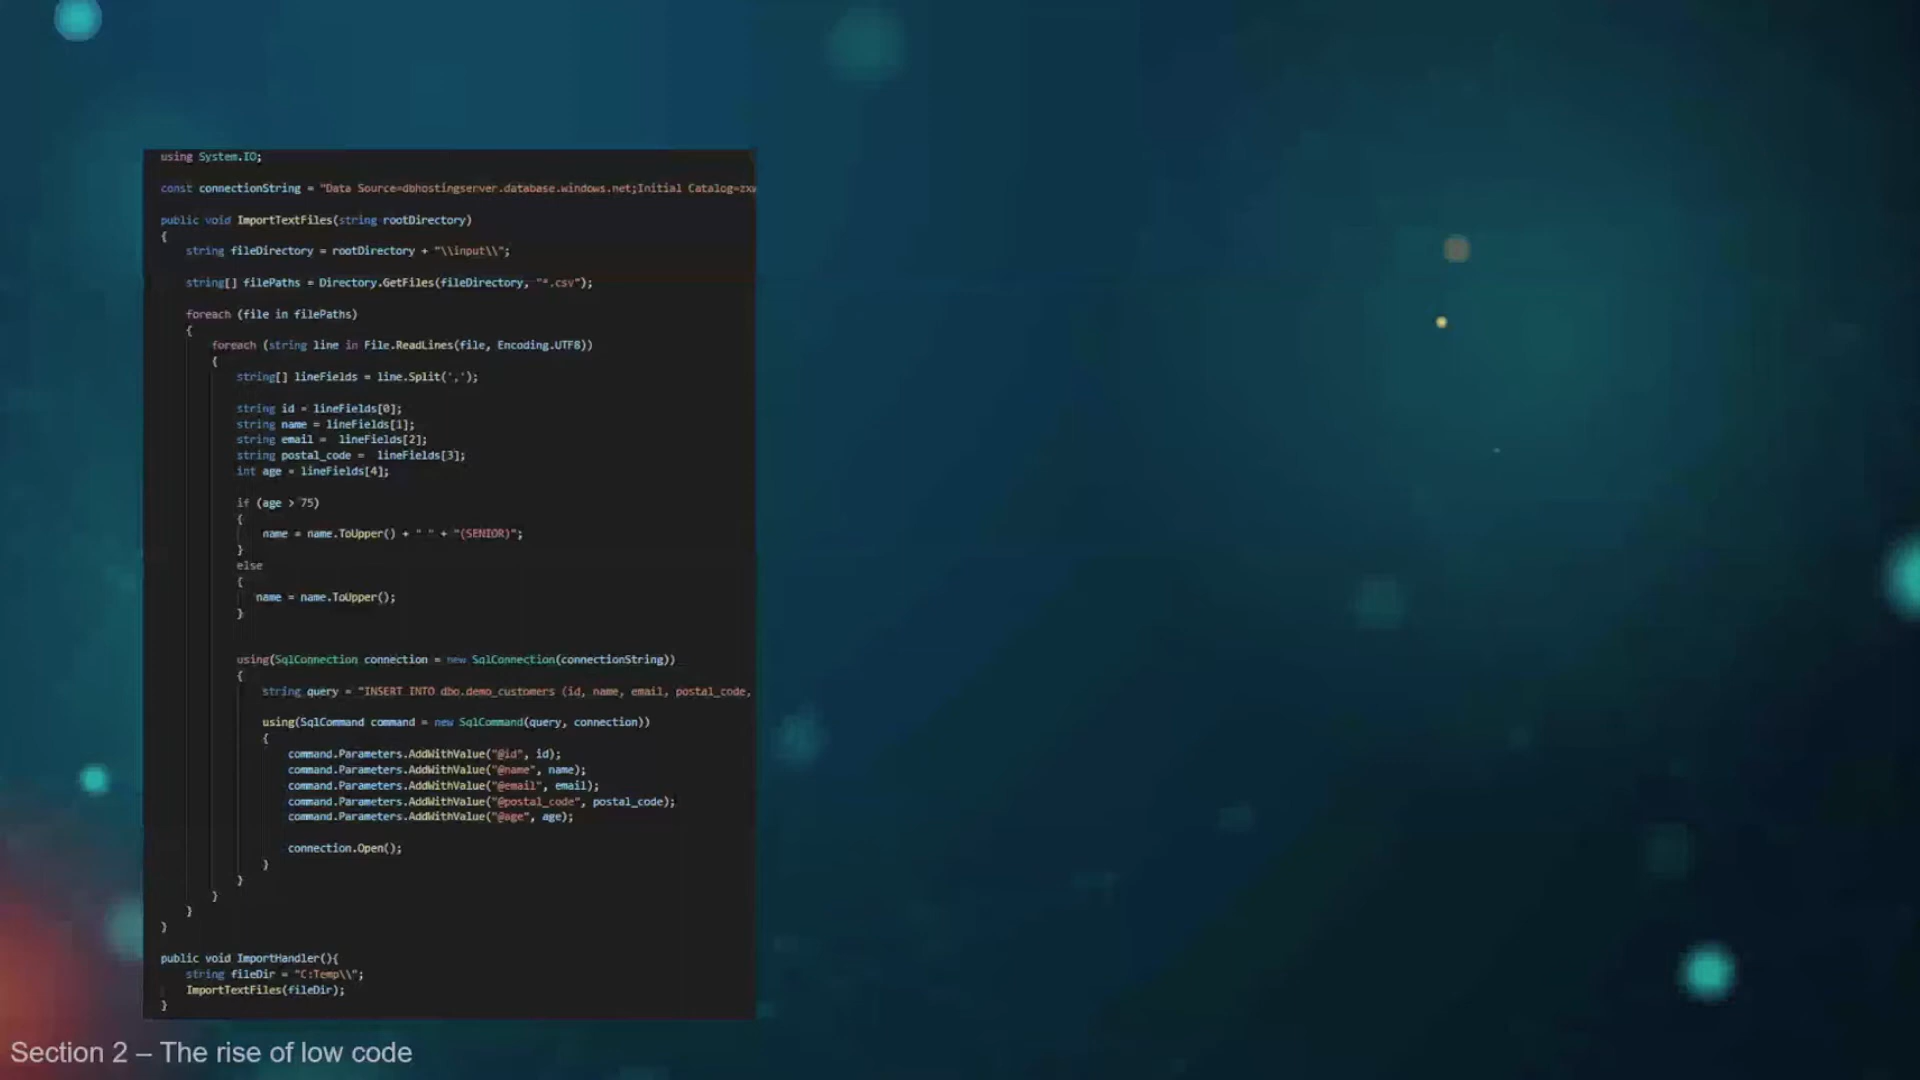 using System.IO;
const connectionString = "Data Source=dbhostingserver.database.windows.net;Initial Catalog=zxw
public void ImportTextFiles(string rootDirectory)
{
string fileDirectory = rootDirectory + "\\input\\";
string[] filePaths = Directory.GetFiles(fileDirectory, "*.csv");
foreach (file in filePaths)
{
foreach (string line in File.ReadLines(file, Encoding.UTF8))
{
string[] lineFields = line.Split(',');
string id = lineFields[0];
string name = lineFields[1];
string email =  lineFields[2];
string postal_code =  lineFields[3];
int age = lineFields[4];
if (age > 75)
{
name = name.ToUpper() + " " + "(SENIOR)";
}
else
{
name = name.ToUpper();
}
using(SqlConnection connection = new SqlConnection(connectionString))
{
string query = "INSERT INTO dbo.demo_customers (id, name, email, postal_code,
using(SqlCommand command = new SqlCommand(query, connection))
{
command.Parameters.AddWithValue("@id", id);
command.Parameters.AddWithValue("@name", name);
command.Parameters.AddWithValue("@email", email);
command.Parameters.AddWithValue("@postal_code", postal_code);
command.Parameters.AddWithValue("@age", age);
connection.Open();
}
}
}
}
}
public void ImportHandler(){
string fileDir = "C:Temp\\";
ImportTextFiles(fileDir);
}
Section 2 – The rise of low code